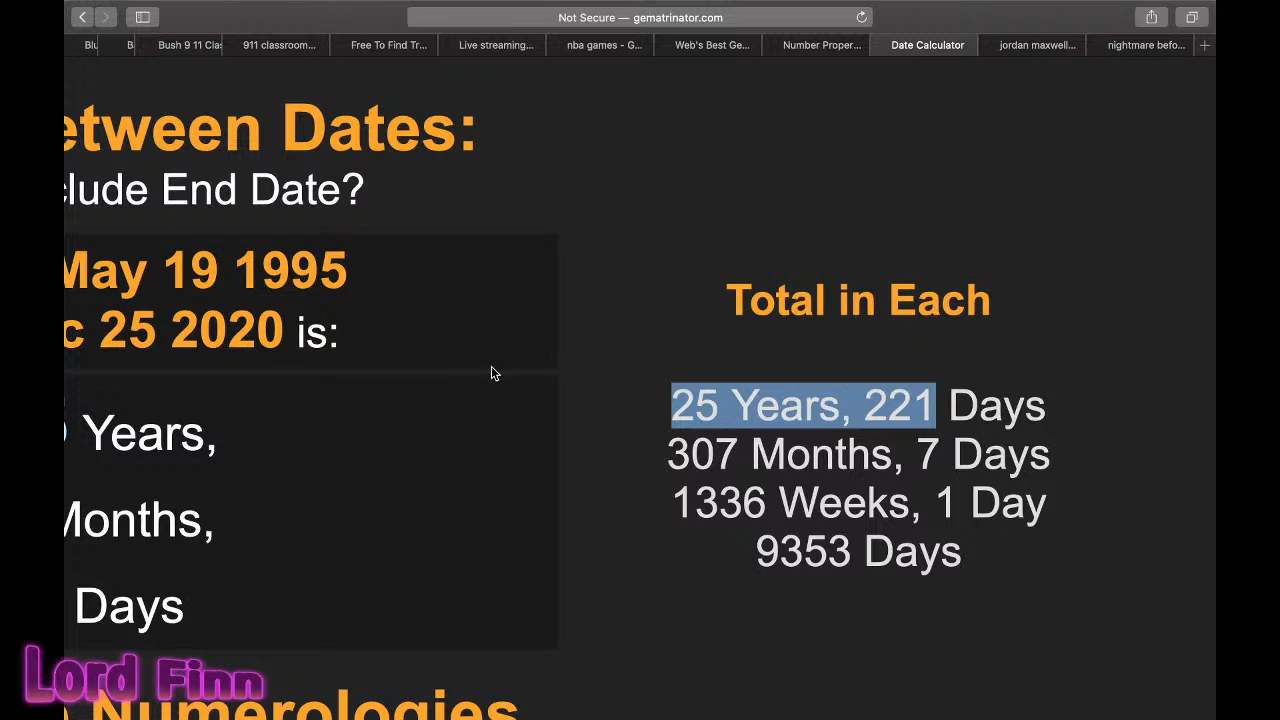 Not Secure — gematrinator.com
Blu
B
Bush 9 11 Clas
911 classroom...
Free To Find Tr...
Live streaming...
nba games - G...
Web's Best Ge...
Number Proper...
Date Calculator
jordan maxwell...
nightmare befo...
etween Dates:
clude End Date?
May 19 1995
c 25 2020 is:
Years,
Months,
Days
Total in Each
25 Years, 221 Days
307 Months, 7 Days
1336 Weeks, 1 Day
9353 Days
Lord Finn
Numerologies